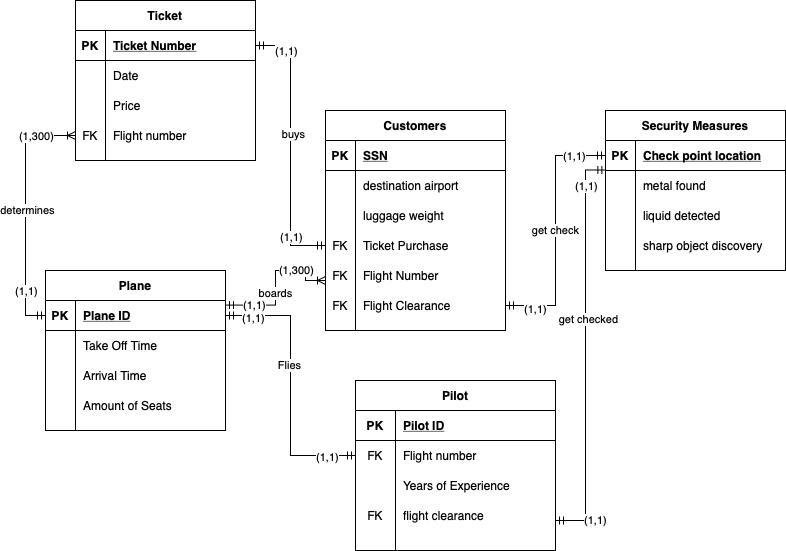 Ticket
PK Ticket Number
Date
Price
FK Flight number
(1,1)
buys
(1,1)
(1,300)
determines
(1,1)
Customers
PK SSN
destination airport
luggage weight
FK Ticket Purchase
FK Flight Number
FK Flight Clearance
Security Measures
PK Check point location
metal found
liquid detected
sharp object discovery
(1,1)
get check
(1,1)
(1,1)
get checked
(1,1)
Plane
PK Plane ID
Take Off Time
Arrival Time
Amount of Seats
(1,300)
boards
(1,1)
(1,1)
Flies
(1,1)
Pilot
PK Pilot ID
FK Flight number
Years of Experience
FK flight clearance